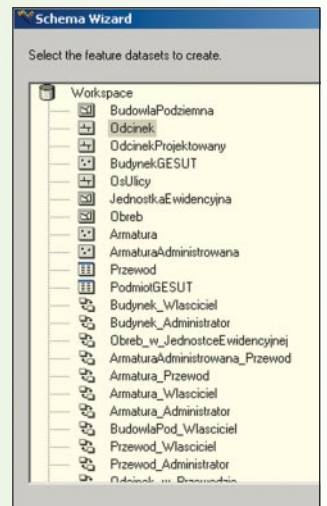 Schema Wizard
Select the feature datasets to create.
Workspace
BudowlaPodziemna
Odcinek
OdcinekProjektowany
BudynekGESUT
OsUlicy
JednostkaEwidencyjna
Obreb
Armatura
ArmaturaAdministrowana
Przewod
PodmiotGESUT
Budynek_Wlasciciel
Budynek_Administrator
Obreb_w_JednostceEwidencyjnej
ArmaturaAdministrowana_Przewod
Armatura_Przewod
Armatura_Wlasciciel
Armatura_Administrator
BudowlaPod_Wlasciciel
Przewod_Wlasciciel
Przewod_Administrator
Odcinek_w_Przewodzie